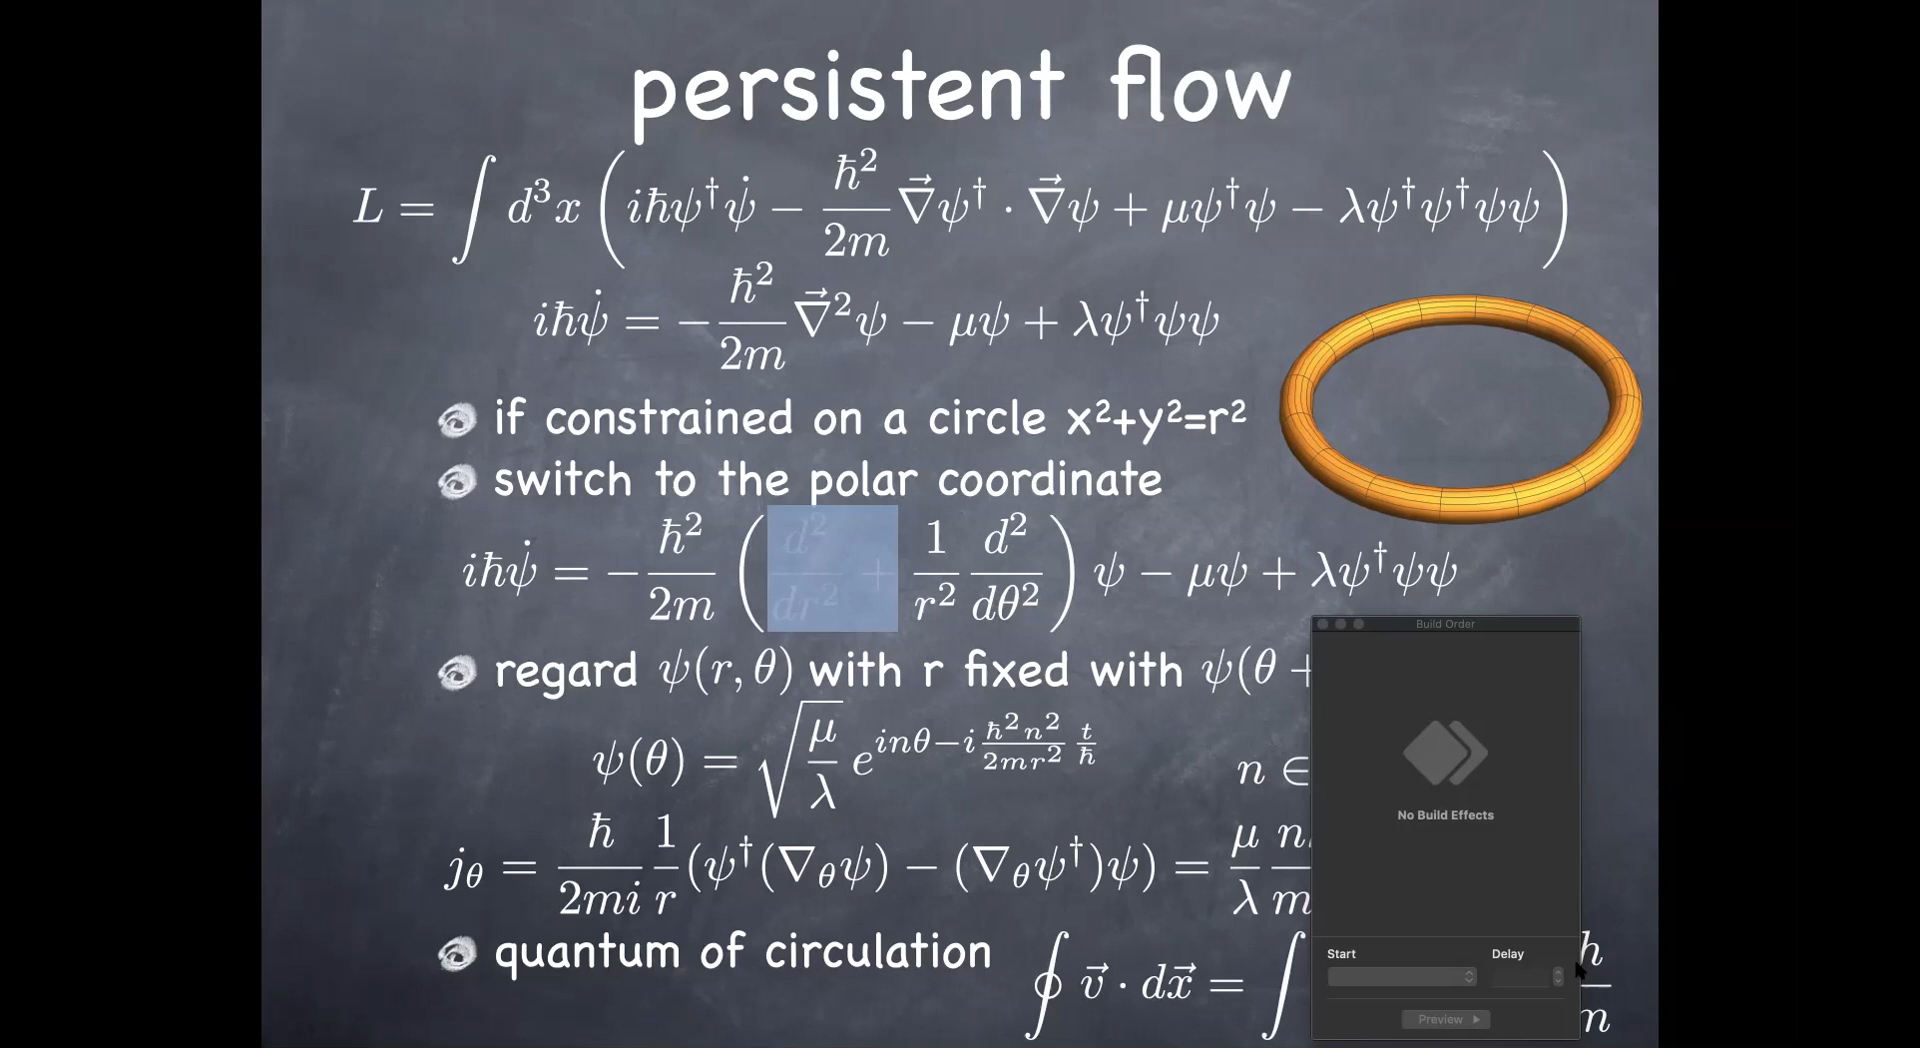 persistent flow
L = ∫ d³x ( iħψ†ψ̇ − ħ²/2m ∇⃗ψ† · ∇⃗ψ + μψ†ψ − λψ†ψ†ψψ )
iħψ̇ = − ħ²/2m ∇⃗²ψ − μψ + λψ†ψψ
if constrained on a circle x²+y²=r²
switch to the polar coordinate
iħψ̇ = − ħ²/2m ( d²/dr² + 1/r² d²/dθ² ) ψ − μψ + λψ†ψψ
Build Order
regard ψ(r, θ) with r fixed with ψ(θ +
ψ(θ) = √(μ/λ) e^{inθ−i ħ²n²/2mr² t/ħ} n ∈
No Build Effects
j_θ = ħ/2mi 1/r (ψ†(∇_θψ) − (∇_θψ†)ψ) = μ/λ n/m
quantum of circulation ∮ v⃗ · dx⃗ = ∫ h/m
Start Delay
Preview